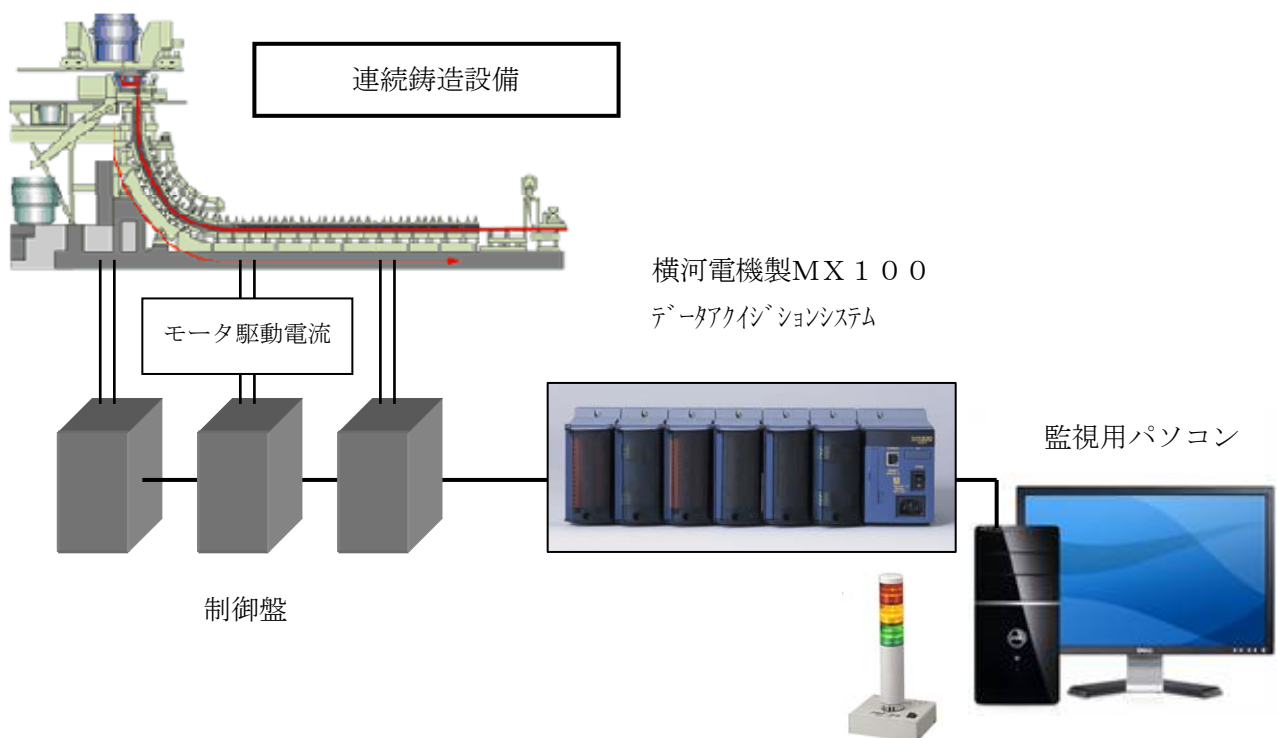 連続鋳造設備
横河電機製ＭＸ１００
ﾃﾞｰﾀアクイジｼｮンシステム
モータ駆動電流
監視用パソコン
制御盤